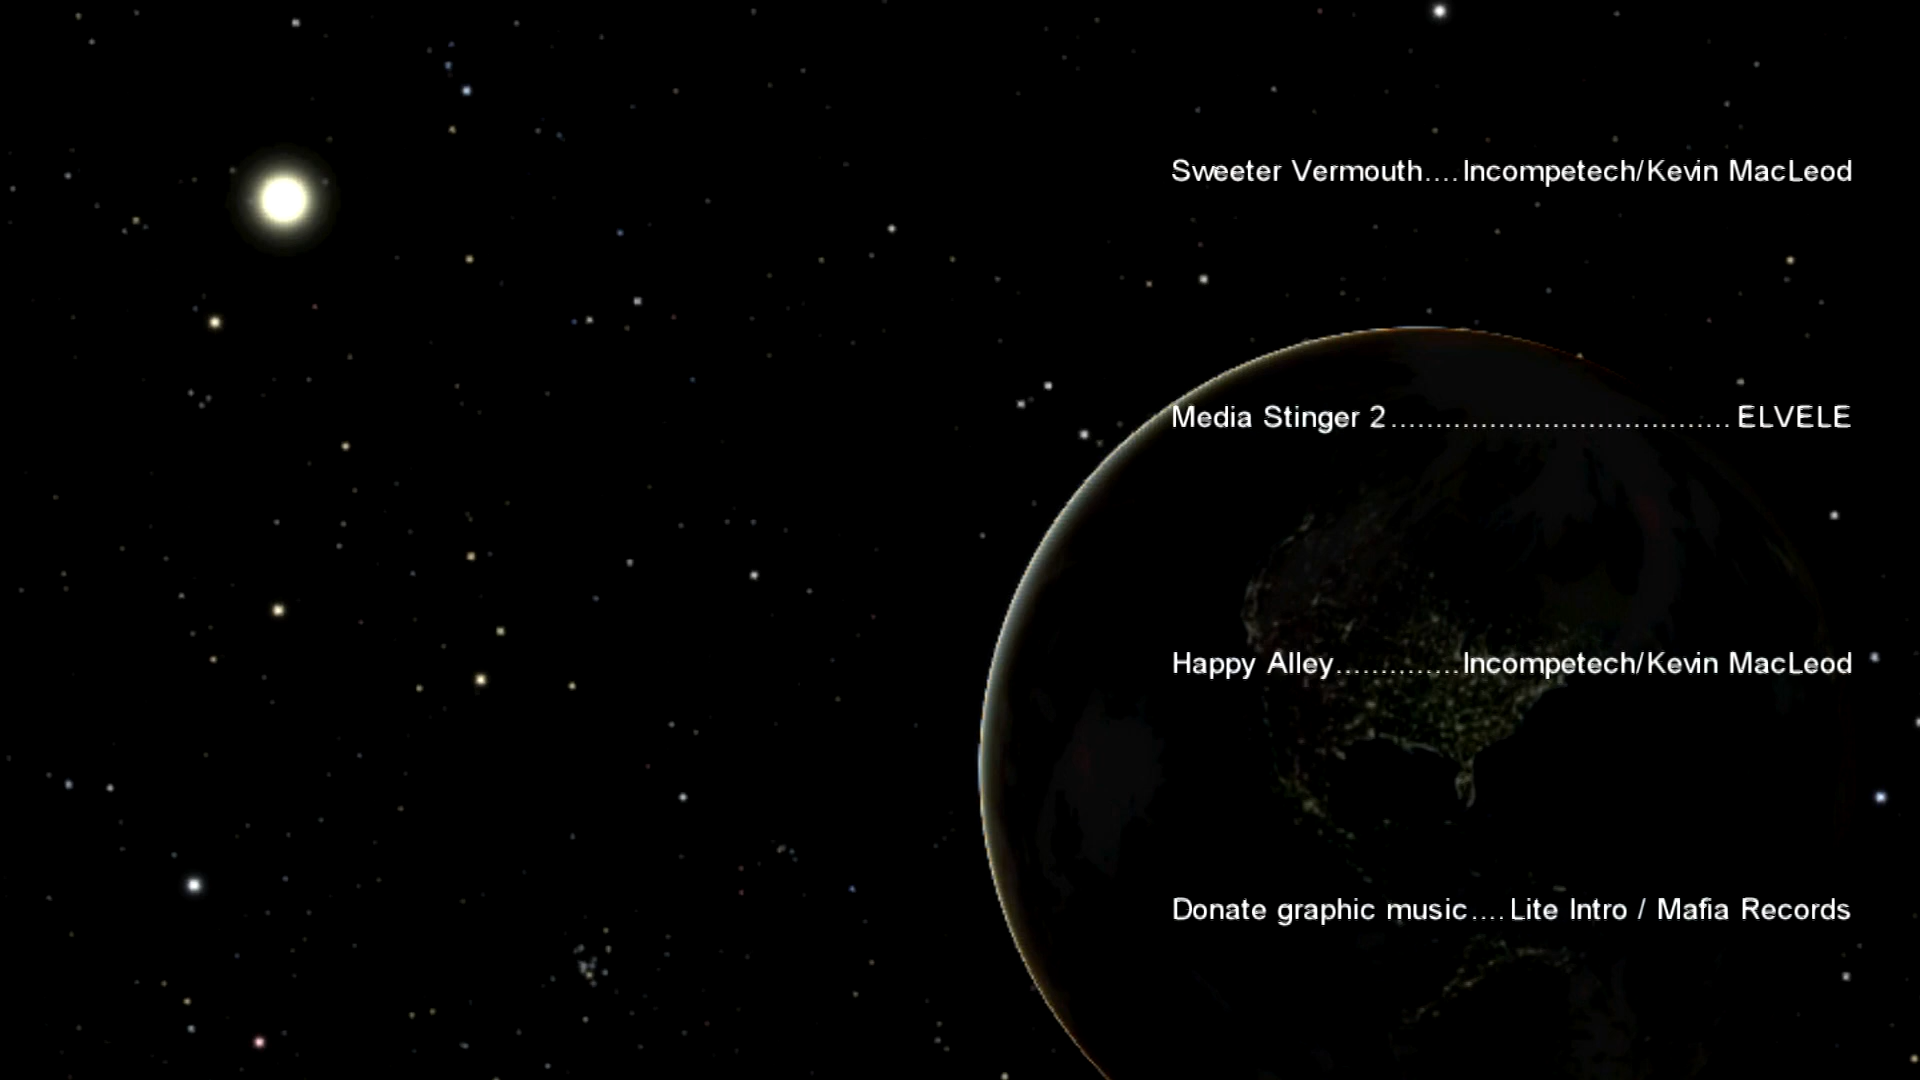 Sweeter Vermouth....Incompetech/Kevin MacLeod
Media Stinger 2......................................ELVELE
Happy Alley..............Incompetech/Kevin MacLeod
Donate graphic music....Lite Intro / Mafia Records